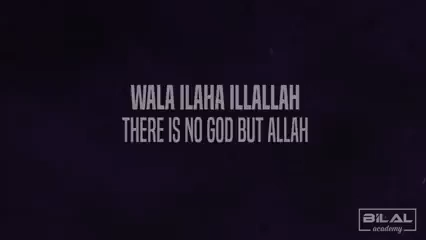 WALA ILAHA ILLALLAH
THERE IS NO GOD BUT ALLAH
BILAL
academy